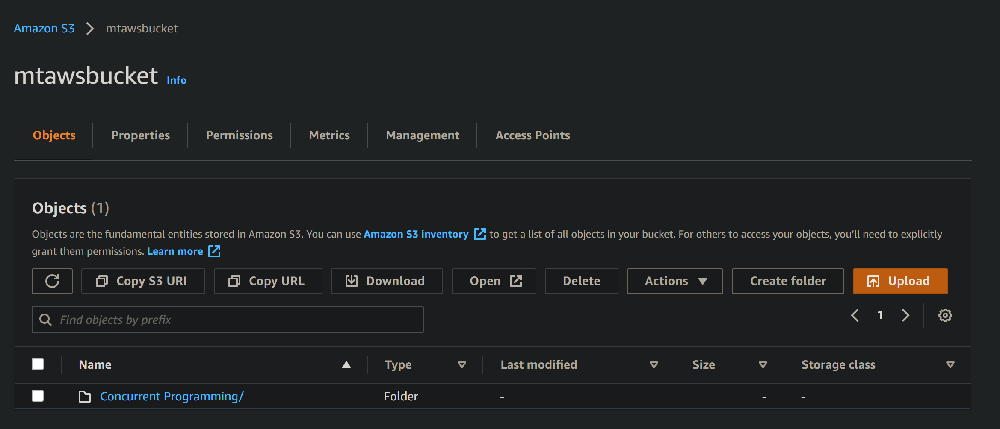 Amazon S3 mtawsbucket
mtawsbucket Info
Objects Properties Permissions Metrics Management Access Points
Objects (1)
Objects are the fundamental entities stored in Amazon S3. You can use Amazon S3 inventory to get a list of all objects in your bucket. For others to access your objects, you’ll need to explicitly
grant them permissions. Learn more
Copy S3 URI Copy URL Download Open Delete Actions Create folder Upload
Find objects by prefix 1
Name Type Last modified Size Storage class
Concurrent Programming/ Folder - - -